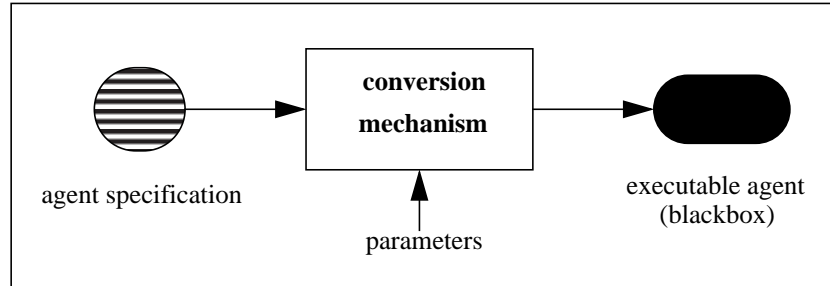 conversion
mechanism
agent specification
executable agent
(blackbox)
parameters